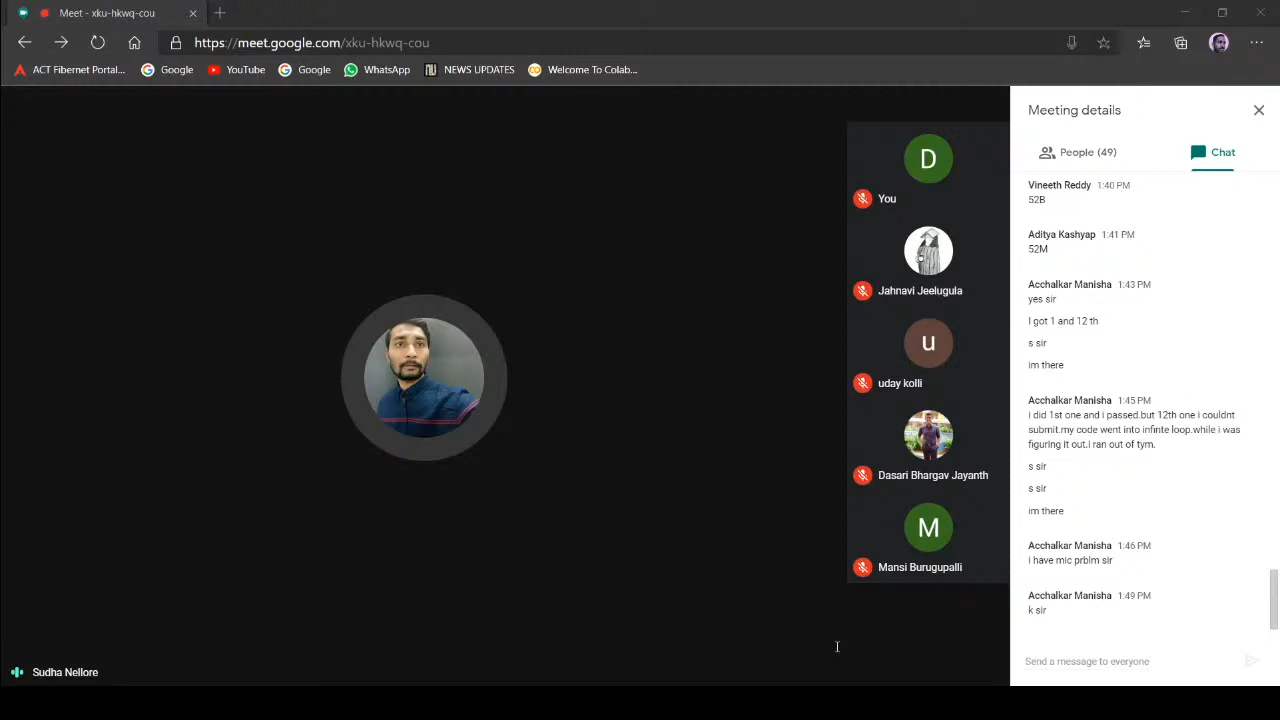 Meet - xku-hkwq-cou
https://meet.google.com/xku-hkwq-cou
ACT Fibernet Portal...
Google
YouTube
Google
WhatsApp
NEWS UPDATES
Welcome To Colab...
D
You
Jahnavi Jeelugula
u
uday kolli
Dasari Bhargav Jayanth
M
Mansi Burugupalli
Sudha Nellore
Meeting details
People (49)
Chat
Vineeth Reddy 1:40 PM
52B
Aditya Kashyap 1:41 PM
52M
Acchalkar Manisha 1:43 PM
yes sir
I got 1 and 12 th
s sir
im there
Acchalkar Manisha 1:45 PM
i did 1st one and i passed.but 12th one i couldnt
submit.my code went into infinte loop.while i was
figuring it out.i ran out of tym.
s sir
s sir
im there
Acchalkar Manisha 1:46 PM
i have mic prblm sir
Acchalkar Manisha 1:49 PM
k sir
Send a message to everyone